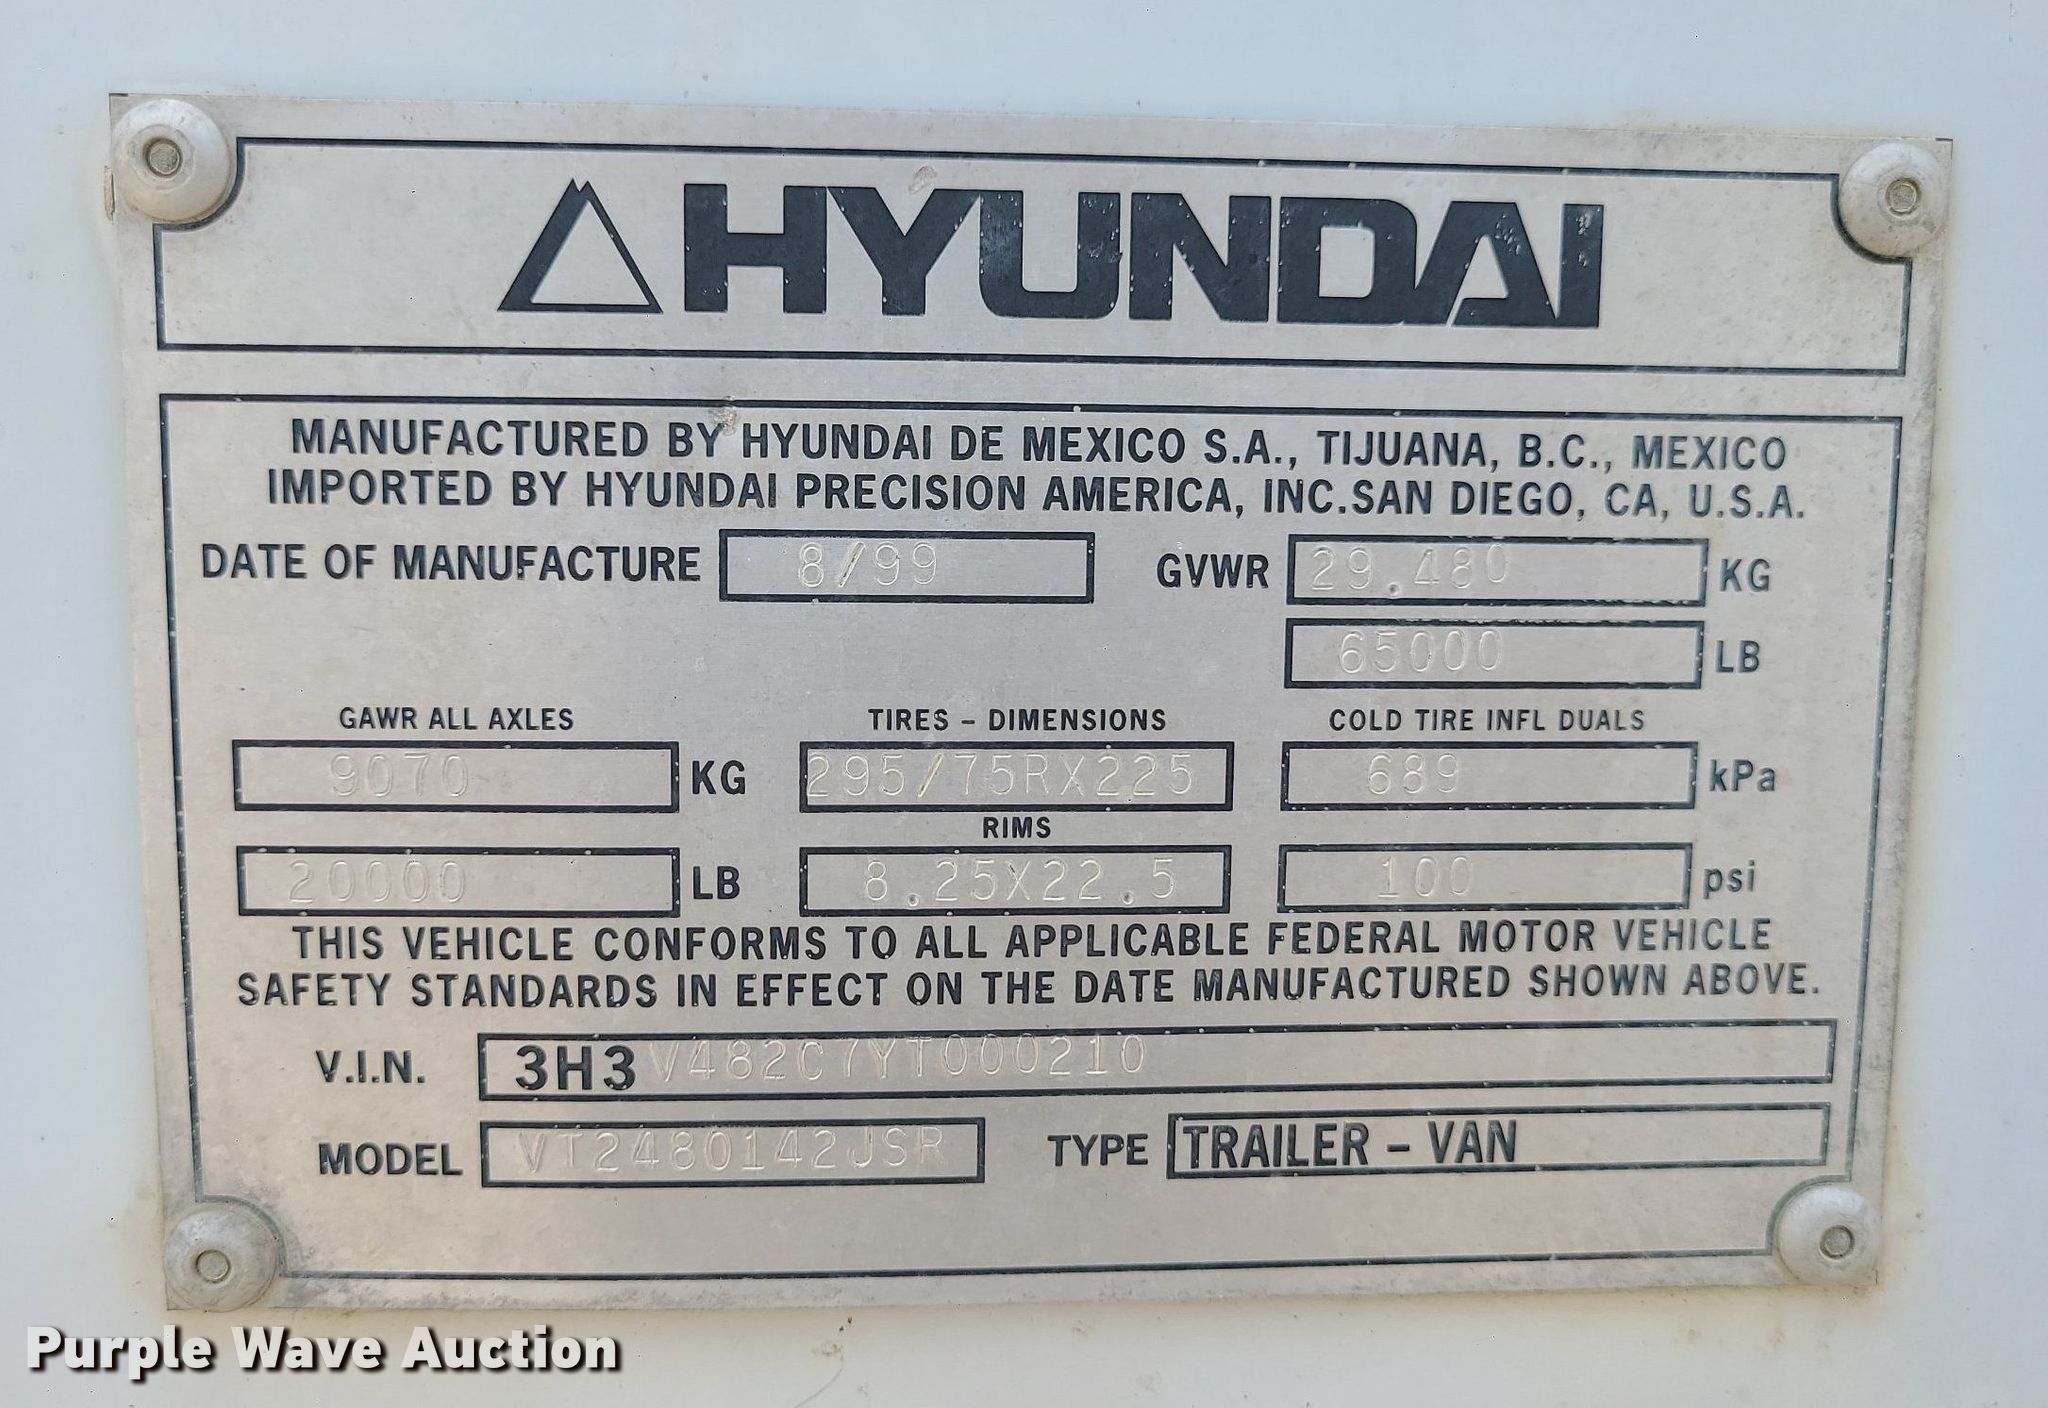 HYUNDAI
MANUFACTURED BY HYUNDAI DE MEXICO S.A., TIJUANA, B.C., MEXICO
IMPORTED BY HYUNDAI PRECISION AMERICA, INC.SAN DIEGO, CA, U.S.A.
DATE OF MANUFACTURE 8/99 GVWR 29.480 KG
65000 LB
GAWR ALL AXLES TIRES - DIMENSIONS COLD TIRE INFL DUALS
9070 KG 295/75RX225 689 kPa
RIMS
20000 LB 8.25X22.5 100 psi
THIS VEHICLE CONFORMS TO ALL APPLICABLE FEDERAL MOTOR VEHICLE
SAFETY STANDARDS IN EFFECT ON THE DATE MANUFACTURED SHOWN ABOVE.
V.I.N. 3H3V482C7YT000210
MODEL VT2480142JSR TYPE TRAILER - VAN
Purple Wave Auction